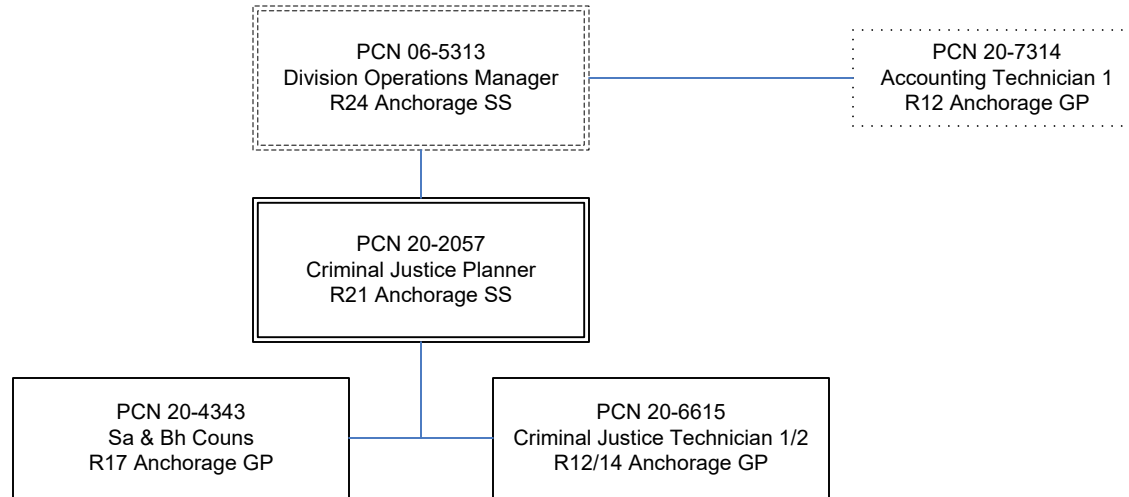 PCN 06-5313
Division Operations Manager
R24 Anchorage SS
PCN 20-7314
Accounting Technician 1
R12 Anchorage GP
PCN 20-2057
Criminal Justice Planner
R21 Anchorage SS
PCN 20-4343
Sa & Bh Couns
R17 Anchorage GP
PCN 20-6615
Criminal Justice Technician 1/2
R12/14 Anchorage GP